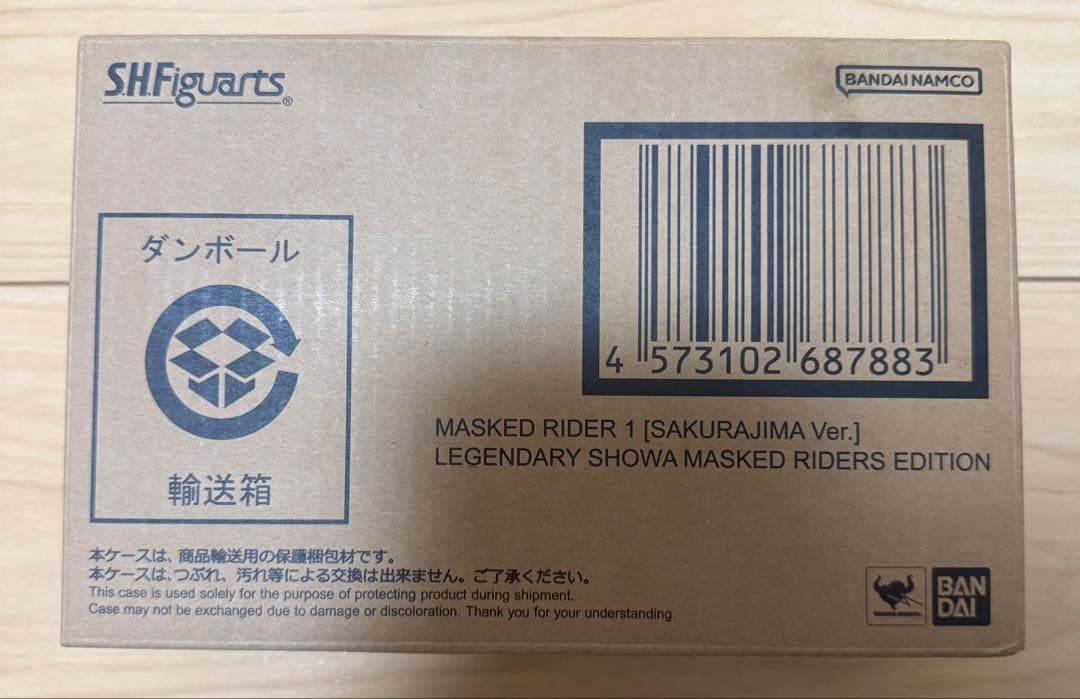 S.H.Figuarts®
BANDAI NAMCO
ダンボール
輸送箱
4 573102 687883
MASKED RIDER 1 [SAKURAJIMA Ver.]
LEGENDARY SHOWA MASKED RIDERS EDITION
本ケースは、商品輸送用の保護梱包材です。
本ケースは、つぶれ、汚れ等による交換は出来ません。ご了承ください。
This case is used solely for the purpose of protecting product during shipment.
Case may not be exchanged due to damage or discoloration. Thank you for your understanding.
BAN
DAI